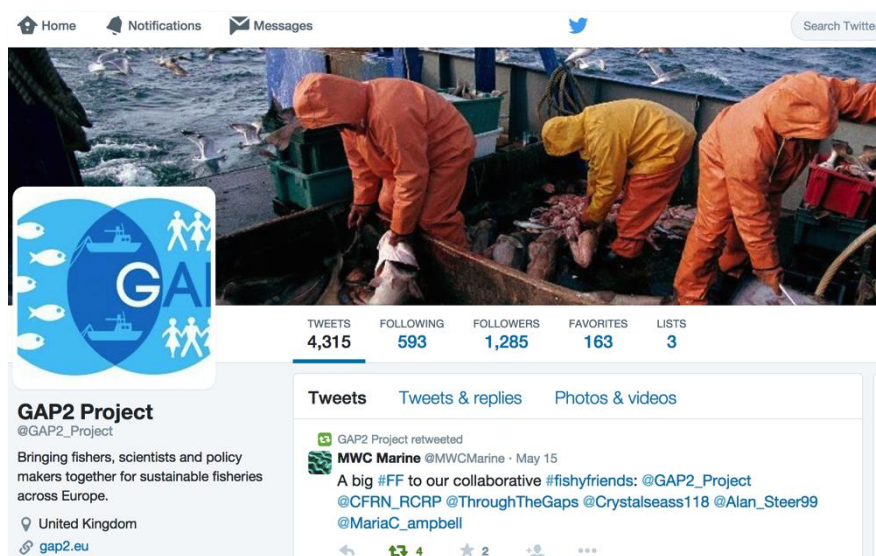 Home Notifications Messages Search Twitter
GAP
TWEETS FOLLOWING FOLLOWERS FAVORITES LISTS
4,315 593 1,285 163 3
GAP2 Project
@GAP2_Project
Bringing fishers, scientists and policy
makers together for sustainable fisheries
across Europe.
United Kingdom
gap2.eu
Tweets Tweets & replies Photos & videos
GAP2 Project retweeted
MWC Marine @MWCMarine · May 15
A big #FF to our collaborative #fishyfriends: @GAP2_Project
@CFRN_RCRP @ThroughTheGaps @Crystalseass118 @Alan_Steer99
@MariaC_ampbell
4 2